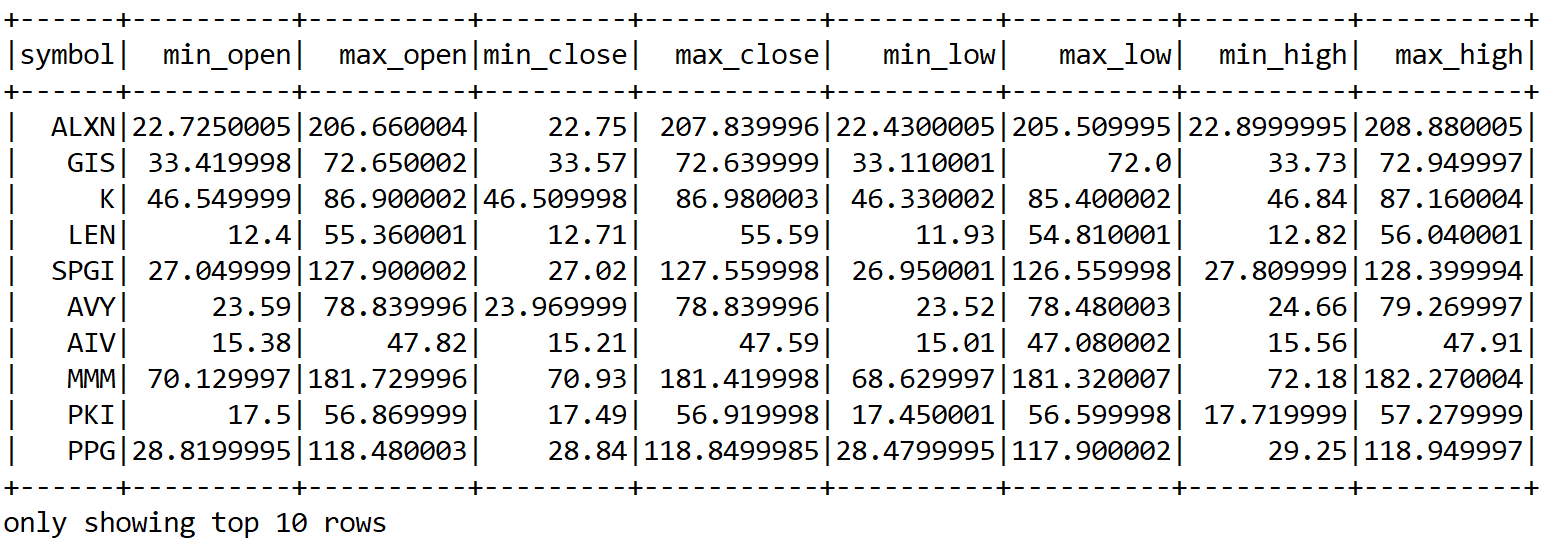 +------+----------+----------+---------+-----------+----------+----------+----------+----------+
|symbol|  min_open|  max_open|min_close|  max_close|   min_low|   max_low|  min_high|  max_high|
+------+----------+----------+---------+-----------+----------+----------+----------+----------+
|  ALXN|22.7250005|206.660004|    22.75| 207.839996|22.4300005|205.509995|22.8999995|208.880005|
|   GIS| 33.419998| 72.650002|    33.57|  72.639999| 33.110001|      72.0|     33.73| 72.949997|
|     K| 46.549999| 86.900002|46.509998|  86.980003| 46.330002| 85.400002|     46.84| 87.160004|
|   LEN|      12.4| 55.360001|    12.71|      55.59|     11.93| 54.810001|     12.82| 56.040001|
|  SPGI| 27.049999|127.900002|    27.02| 127.559998| 26.950001|126.559998| 27.809999|128.399994|
|   AVY|     23.59| 78.839996|23.969999|  78.839996|     23.52| 78.480003|     24.66| 79.269997|
|   AIV|     15.38|     47.82|    15.21|      47.59|     15.01| 47.080002|     15.56|     47.91|
|   MMM| 70.129997|181.729996|    70.93| 181.419998| 68.629997|181.320007|     72.18|182.270004|
|   PKI|      17.5| 56.869999|    17.49|  56.919998| 17.450001| 56.599998| 17.719999| 57.279999|
|   PPG|28.8199995|118.480003|    28.84|118.8499985|28.4799995|117.900002|     29.25|118.949997|
+------+----------+----------+---------+-----------+----------+----------+----------+----------+
only showing top 10 rows